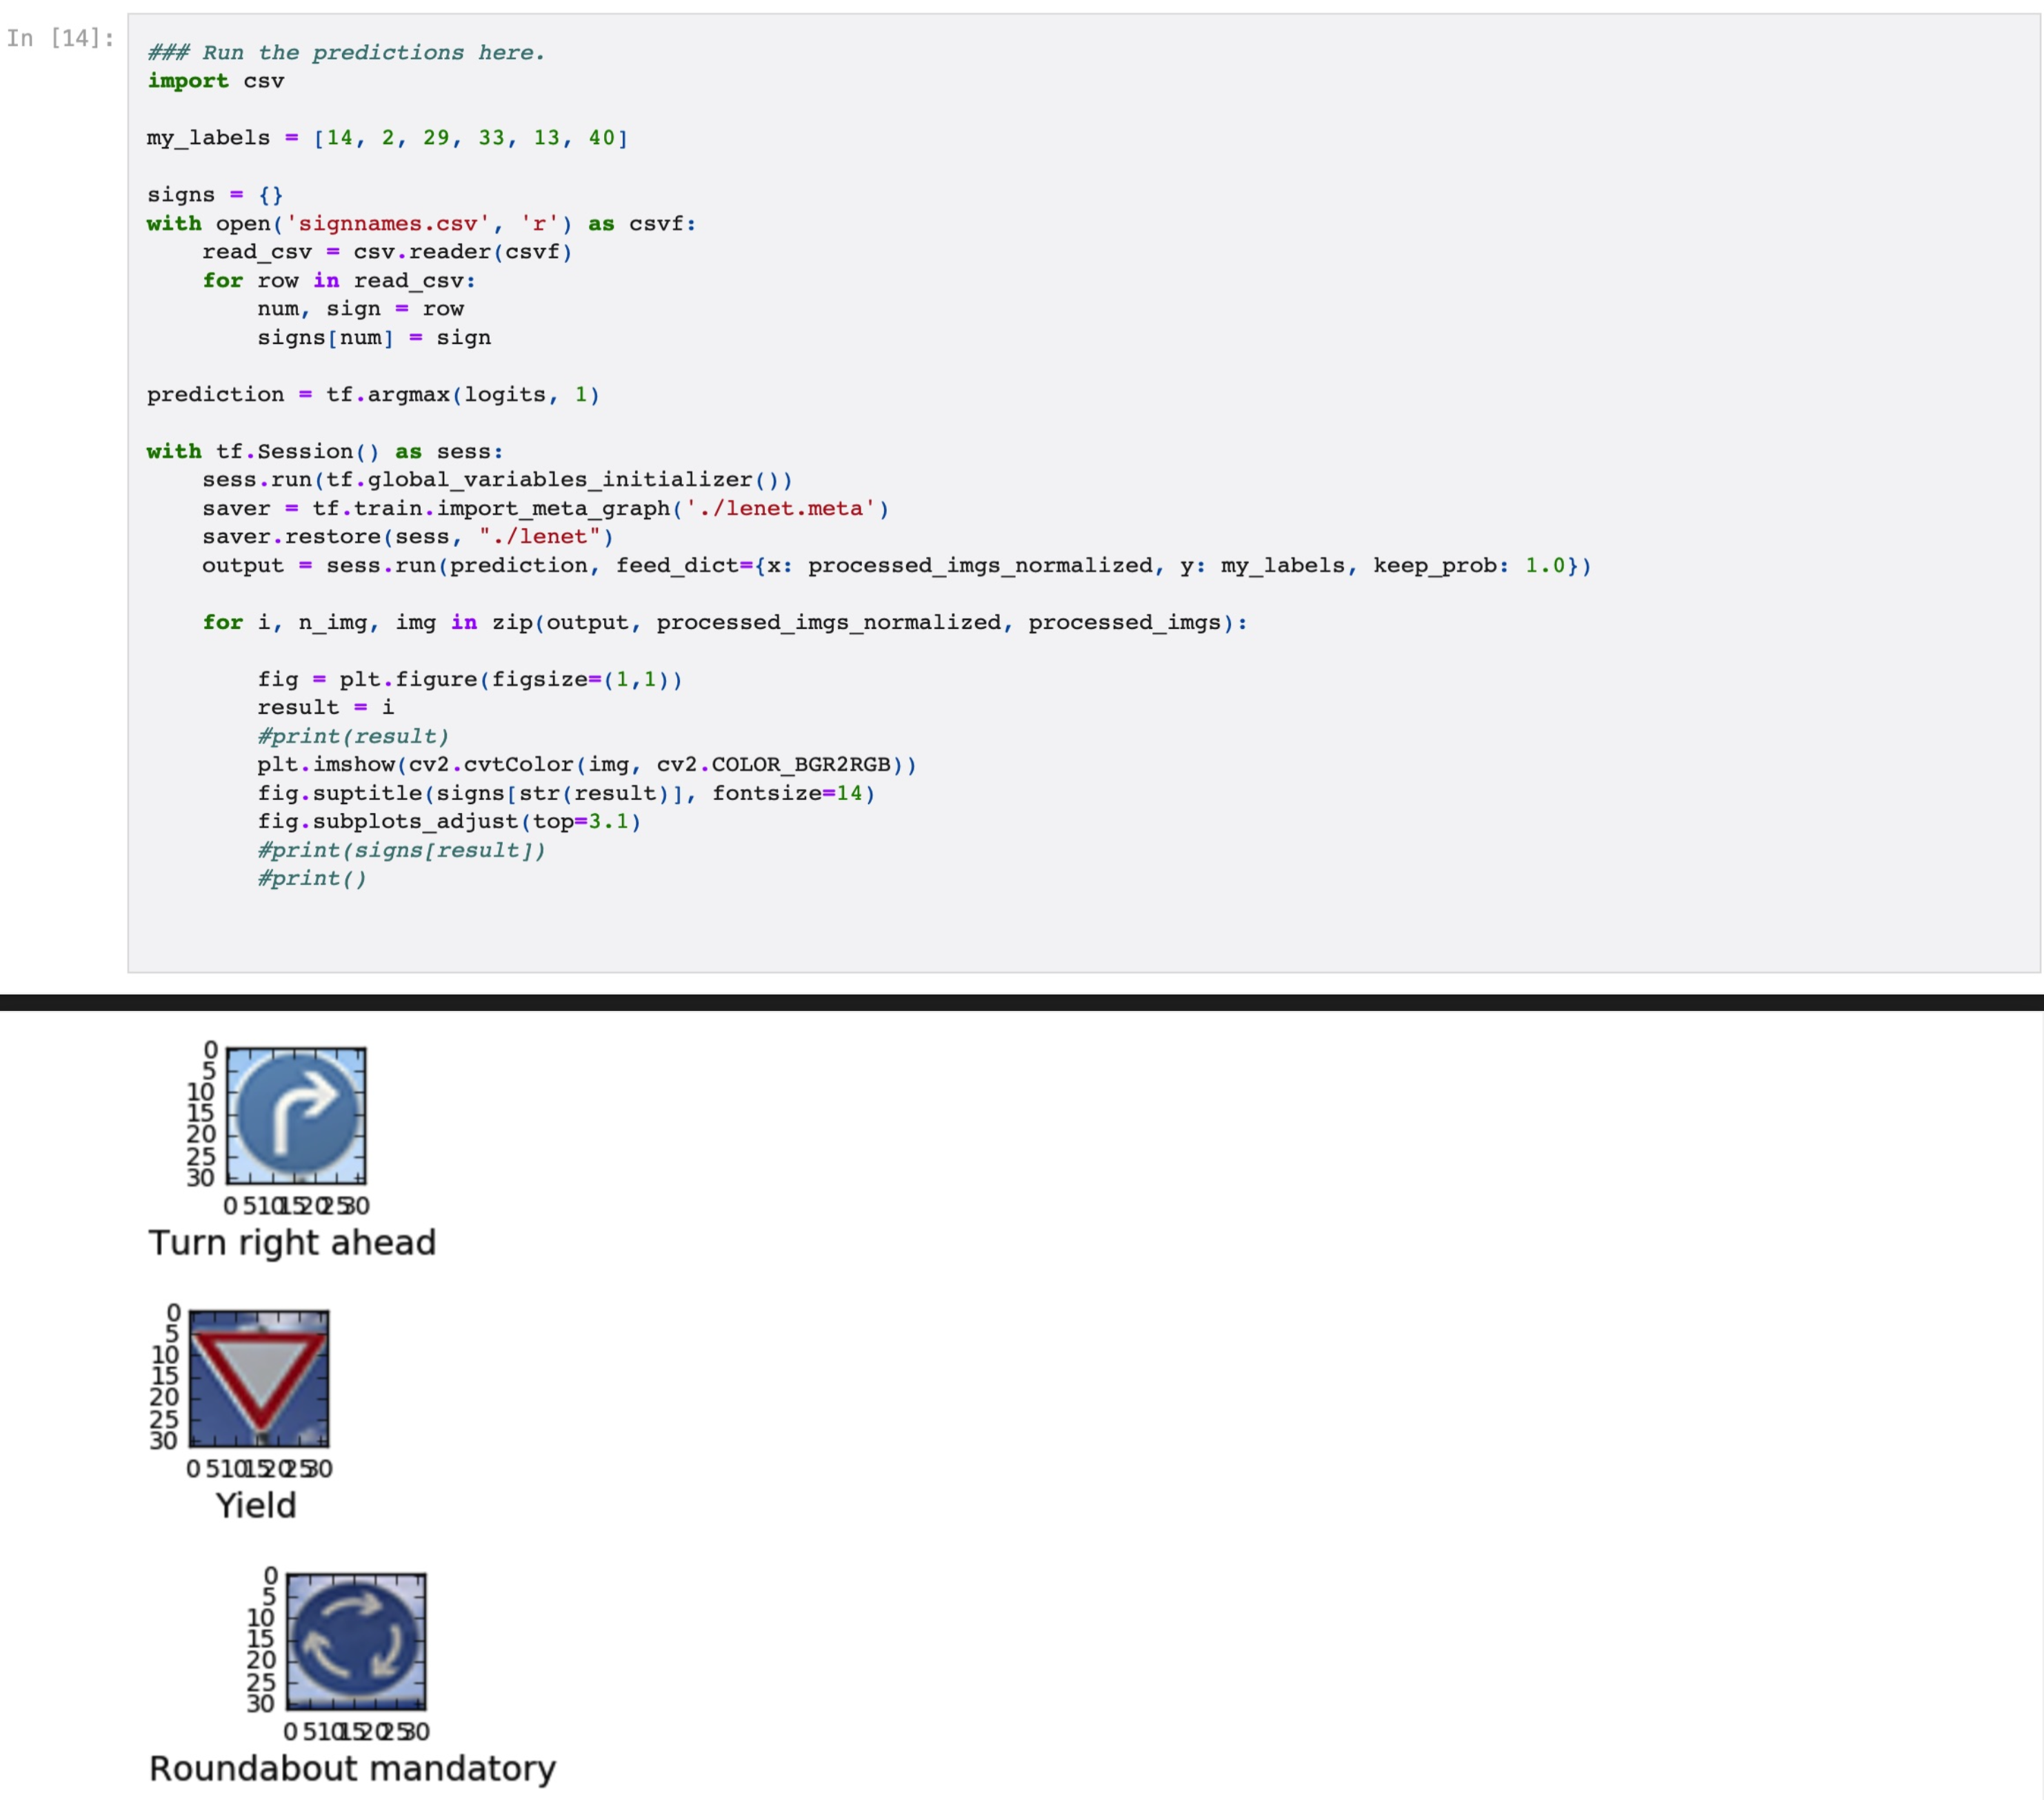 In [14]:
### Run the predictions here.
import csv
my_labels = [14, 2, 29, 33, 13, 40]
signs = {}
with open('signnames.csv', 'r') as csvf:
    read_csv = csv.reader(csvf)
    for row in read_csv:
        num, sign = row
        signs[num] = sign
prediction = tf.argmax(logits, 1)
with tf.Session() as sess:
    sess.run(tf.global_variables_initializer())
    saver = tf.train.import_meta_graph('./lenet.meta')
    saver.restore(sess, "./lenet")
    output = sess.run(prediction, feed_dict={x: processed_imgs_normalized, y: my_labels, keep_prob: 1.0})
    for i, n_img, img in zip(output, processed_imgs_normalized, processed_imgs):
        fig = plt.figure(figsize=(1,1))
        result = i
        #print(result)
        plt.imshow(cv2.cvtColor(img, cv2.COLOR_BGR2RGB))
        fig.suptitle(signs[str(result)], fontsize=14)
        fig.subplots_adjust(top=3.1)
        #print(signs[result])
        #print()
0
5
10
15
20
25
30
0 5 10 15 20 25 30
Turn right ahead
0
5
10
15
20
25
30
0 5 10 15 20 25 30
Yield
0
5
10
15
20
25
30
0 5 10 15 20 25 30
Roundabout mandatory